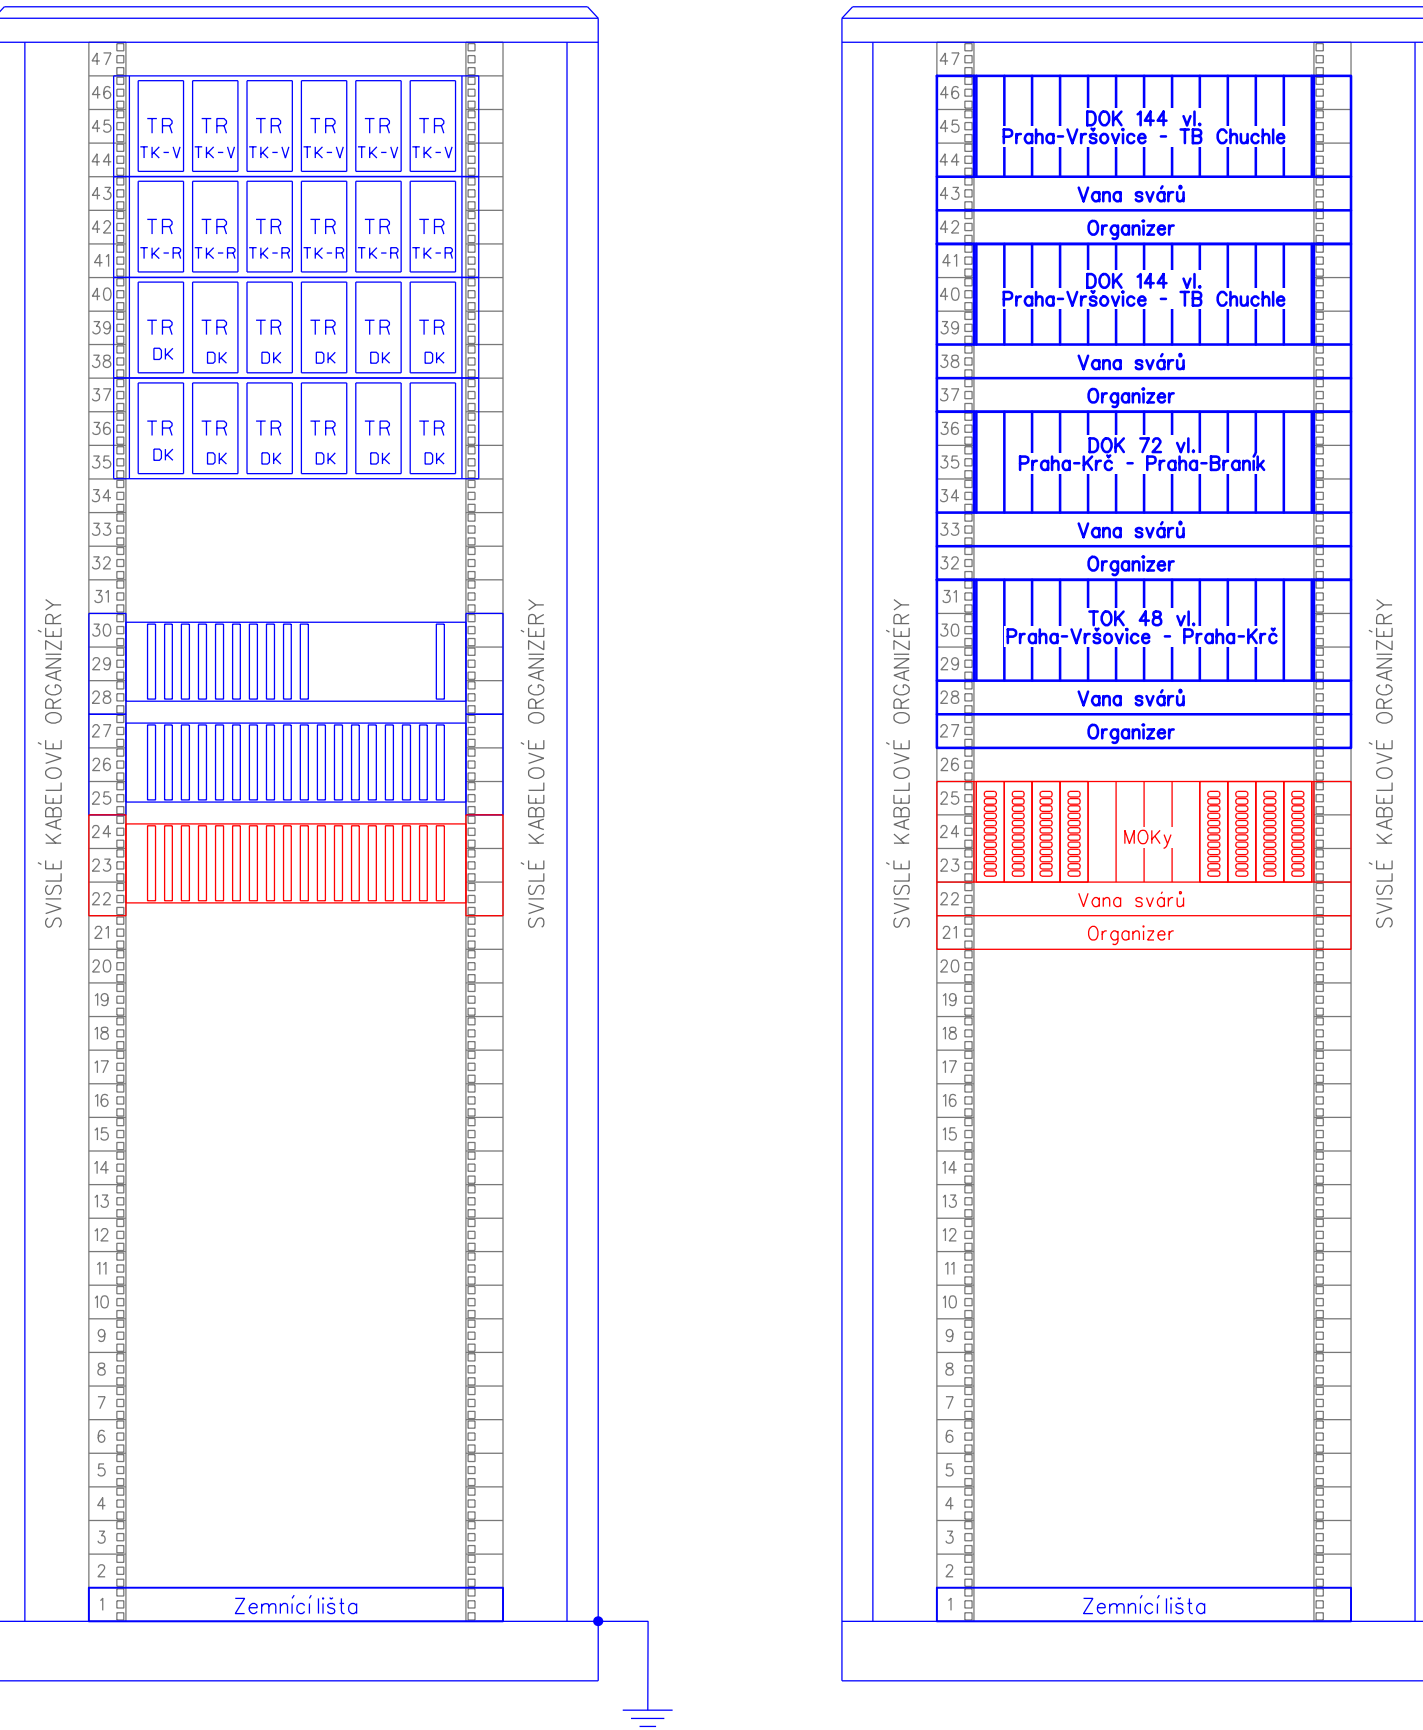 47
46
45
44
43
42
41
40
39
38
37
36
35
34
33
32
31
30
29
28
27
26
25
24
23
22
21
20
19
18
17
16
15
14
13
12
11
10
9
8
7
6
5
4
3
2
1
TR TR TR TR TR TR
TK-V TK-V TK-V TK-V TK-V TK-V
TR TR TR TR TR TR
TK-R TK-R TK-R TK-R TK-R TK-R
TR TR TR TR TR TR
DK DK DK DK DK DK
TR TR TR TR TR TR
DK DK DK DK DK DK
SVISLÉ KABELOVÉ ORGANIZÉRY
SVISLÉ KABELOVÉ ORGANIZÉRY
Zemnící lišta
47
46
45
44
43
42
41
40
39
38
37
36
35
34
33
32
31
30
29
28
27
26
25
24
23
22
21
20
19
18
17
16
15
14
13
12
11
10
9
8
7
6
5
4
3
2
1
DOK 144 vl.
Praha-Vršovice - TB Chuchle
Vana svárů
Organizer
DOK 144 vl.
Praha-Vršovice - TB Chuchle
Vana svárů
Organizer
DOK 72 vl.
Praha-Krč - Praha-Braník
Vana svárů
Organizer
TOK 48 vl.
Praha-Vršovice - Praha-Krč
Vana svárů
Organizer
MOKy
Vana svárů
Organizer
SVISLÉ KABELOVÉ ORGANIZÉRY
SVISLÉ KABELOVÉ ORGANIZÉRY
Zemnící lišta